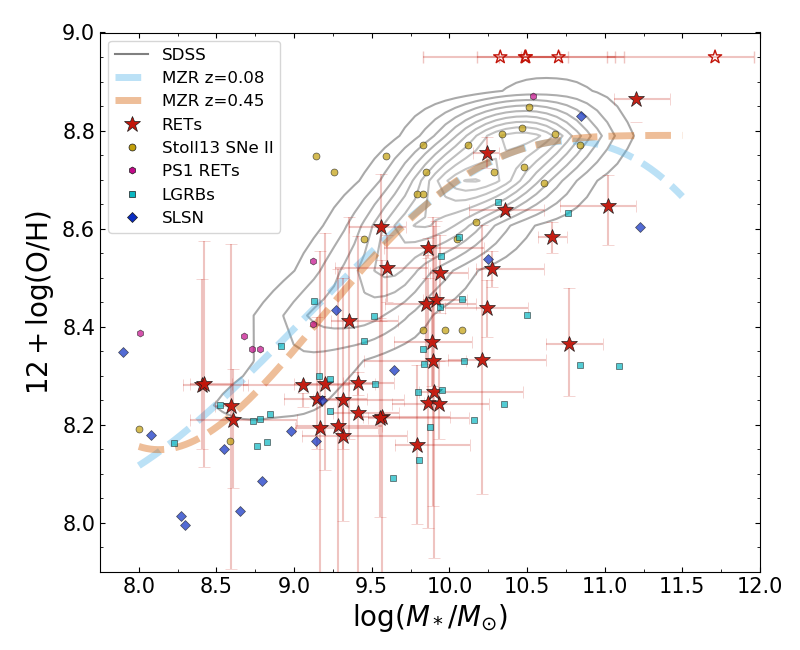 12 + log(O/H)
9.0
8.8
8.6
8.4
8.2
8.0
SDSS
MZR z=0.08
MZR z=0.45
RETs
Stoll13 SNe II
PS1 RETs
LGRBs
SLSN
8.0 8.5 9.0 9.5 10.0 10.5 11.0 11.5 12.0
log(M*/M⊙)